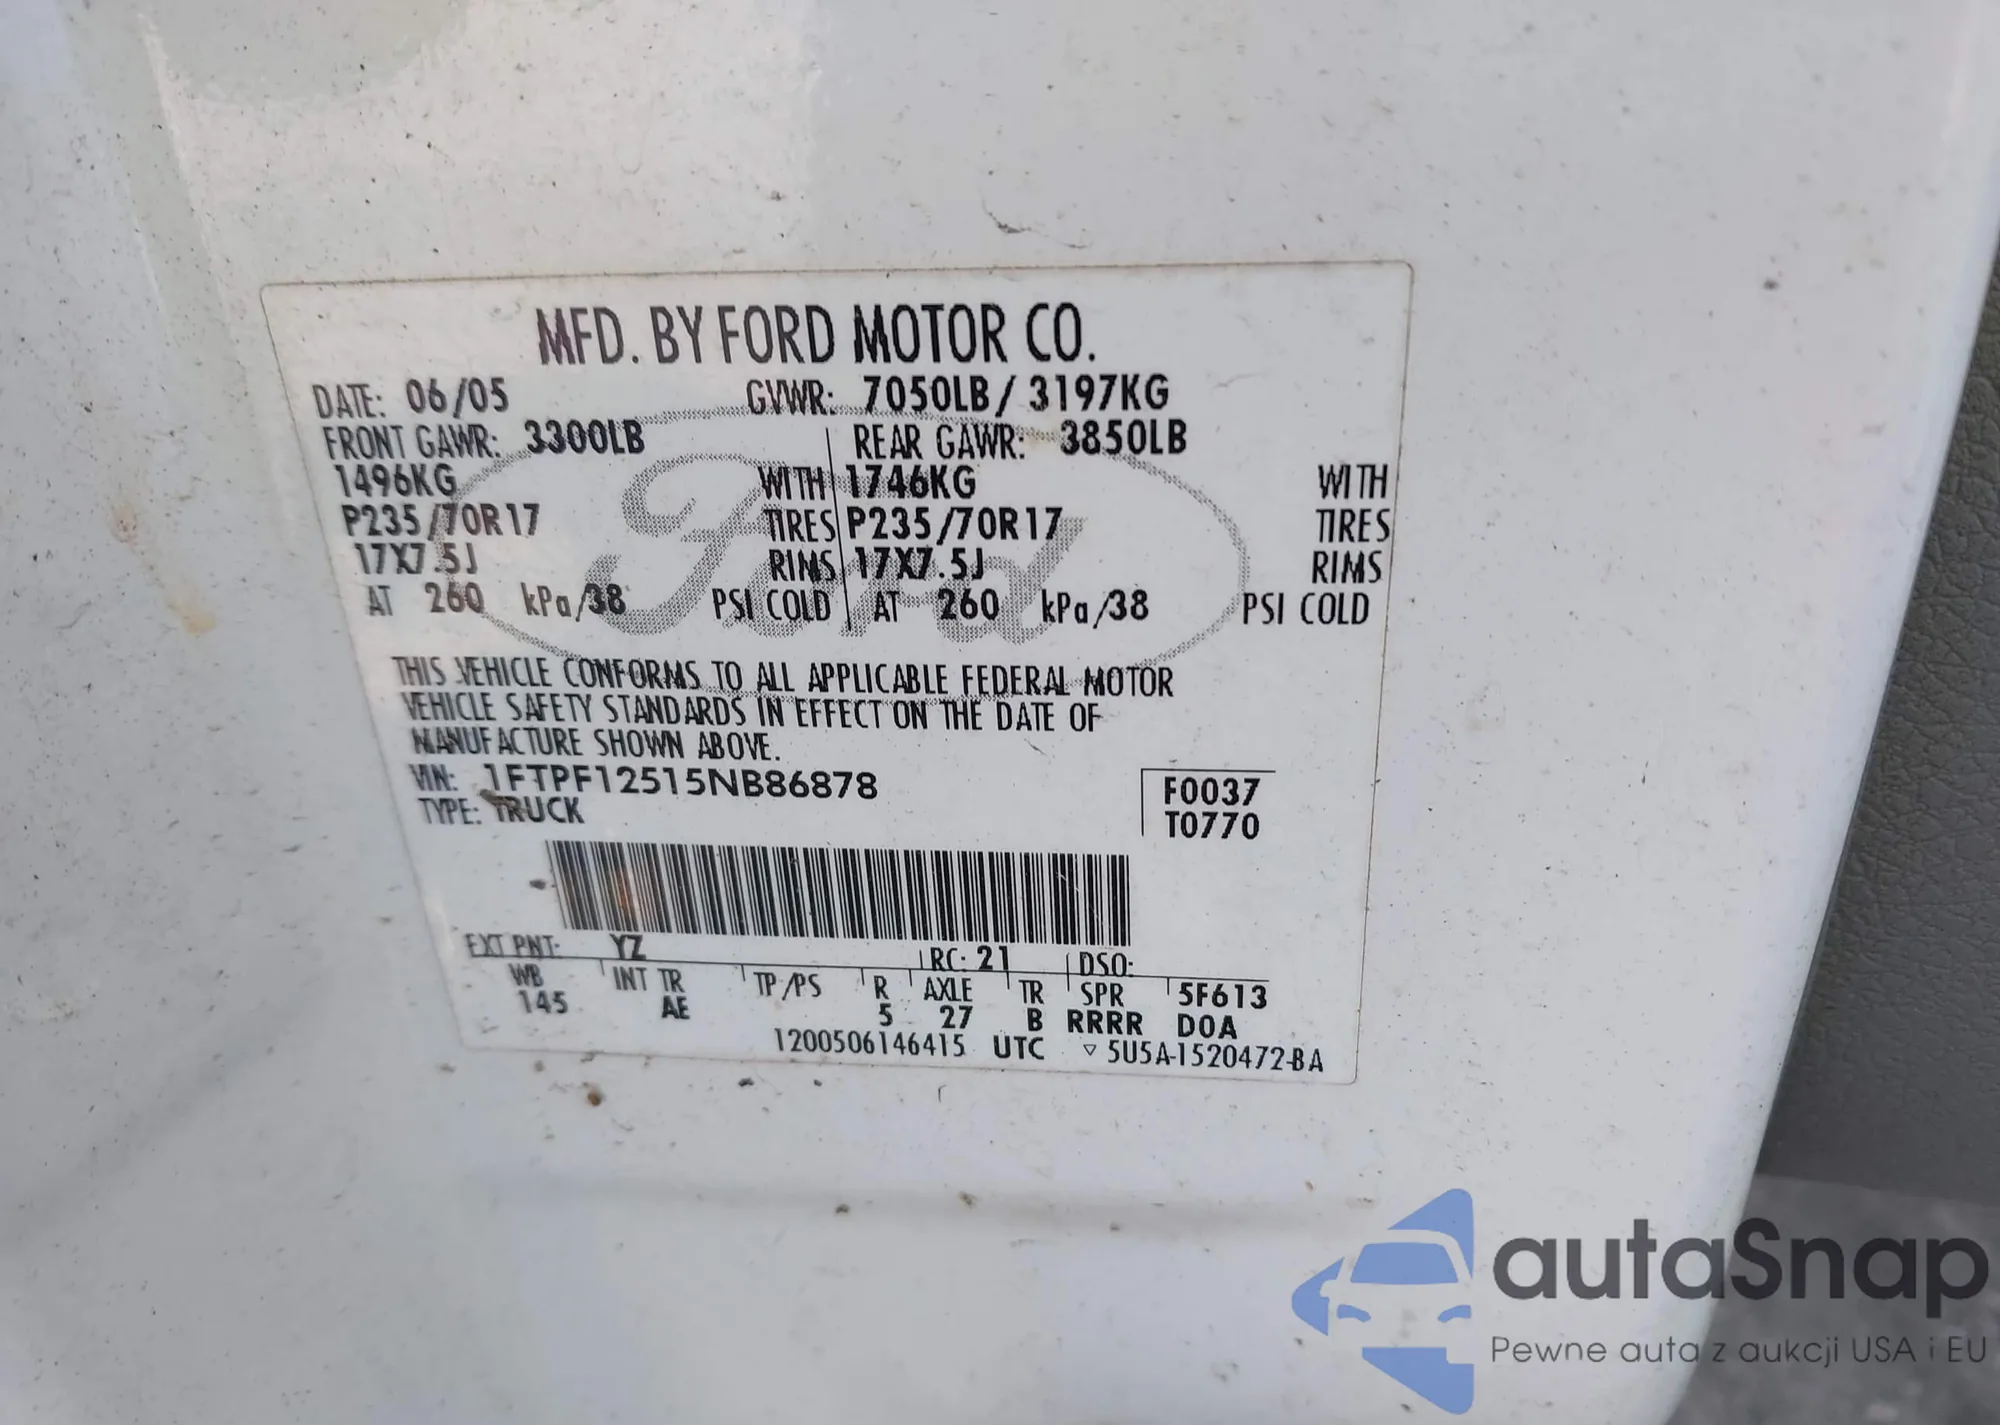 MFD. BY FORD MOTOR CO.
DATE: 06/05 GVWR: 7050LB/ 3197KG
FRONT GAWR: 3300LB REAR GAWR: 3850LB
1496KG WITH 1746KG WITH
P235/70R17 TIRES P235/70R17 TIRES
17X7.5J RIMS 17X7.5J RIMS
AT 260 kPa/38 PSI COLD AT 260 kPa/38 PSI COLD
Ford
THIS VEHICLE CONFORMS TO ALL APPLICABLE FEDERAL MOTOR
VEHICLE SAFETY STANDARDS IN EFFECT ON THE DATE OF
MANUFACTURE SHOWN ABOVE.
VIN: 1FTPF12515NB86878 F0037
TYPE: TRUCK T0770
EXT PNT: YZ RC: 21 DSO:
WB INT TR TP/PS R AXLE TR SPR 5F613
145 AE 5 27 B RRRR DOA
1200506146415 UTC ▽ 5U5A-1520472-BA
autaSnap
Pewne auta z aukcji USA i EU